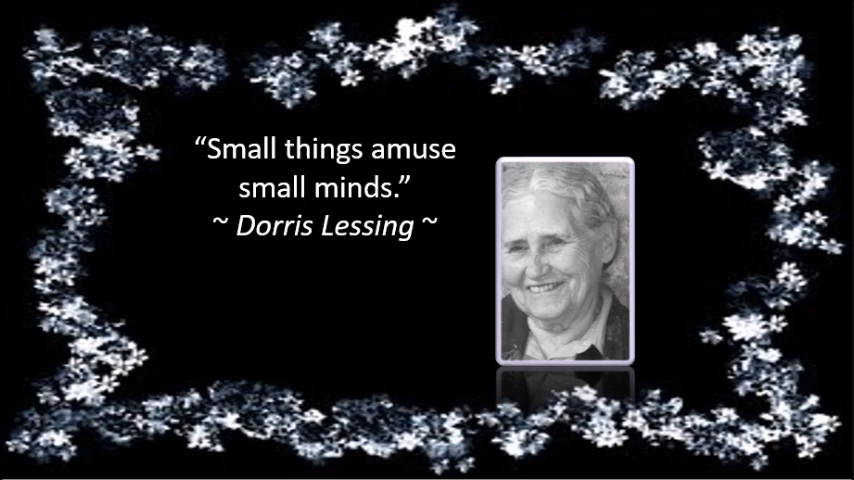 “Small things amuse
small minds.”
~ Dorris Lessing ~